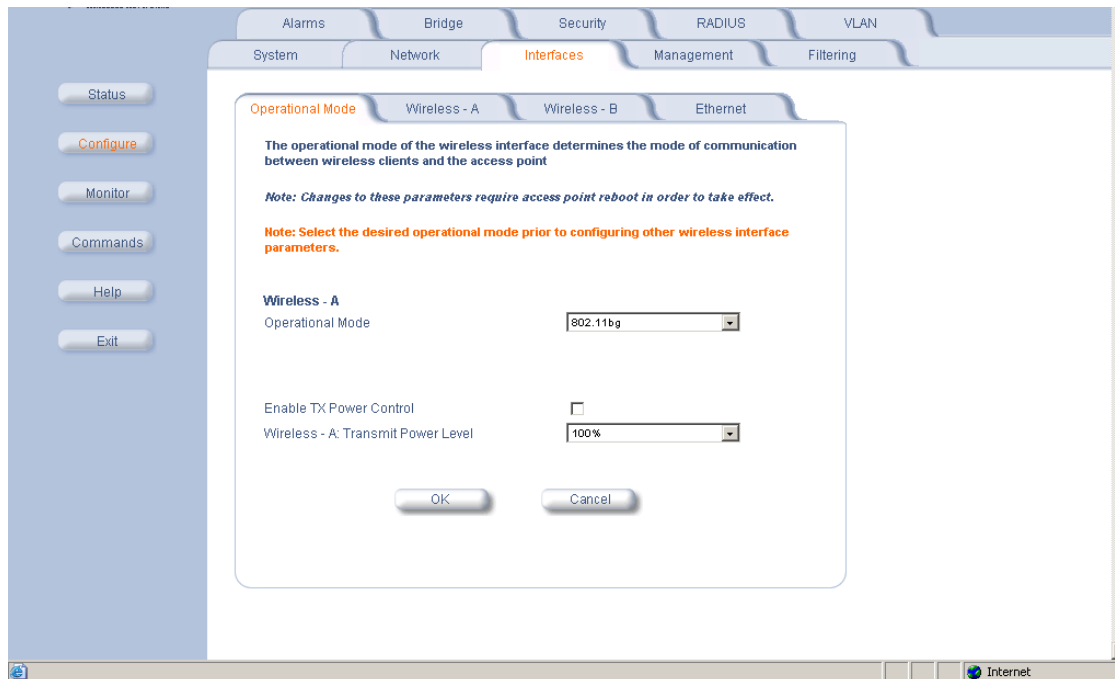 Alarms Bridge Security RADIUS VLAN
System Network Interfaces Management Filtering
Status
Configure
Monitor
Commands
Help
Exit
Operational Mode Wireless - A Wireless - B Ethernet
The operational mode of the wireless interface determines the mode of communication
between wireless clients and the access point
Note: Changes to these parameters require access point reboot in order to take effect.
Note: Select the desired operational mode prior to configuring other wireless interface
parameters.
Wireless - A
Operational Mode 802.11bg
Enable TX Power Control
Wireless - A: Transmit Power Level 100%
OK Cancel
Internet